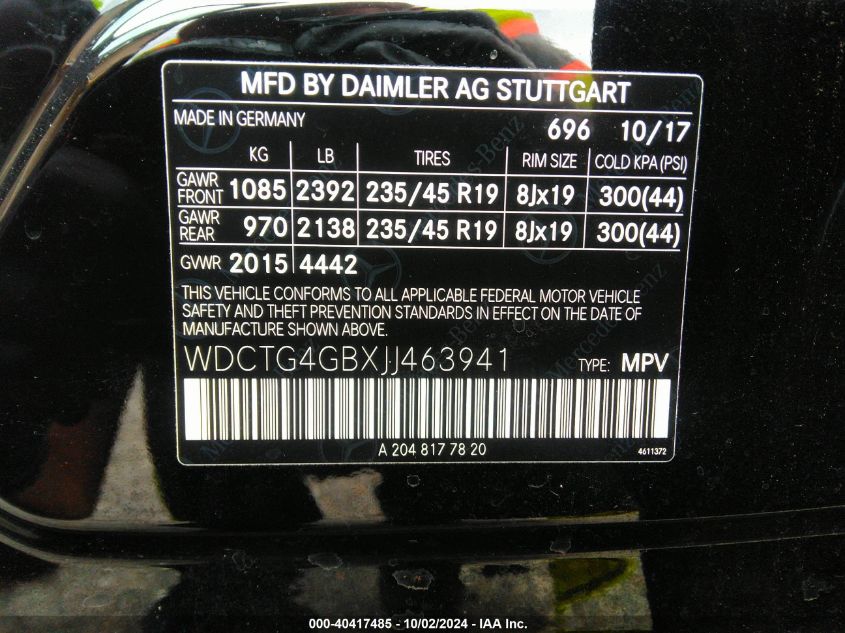 MFD BY DAIMLER AG STUTTGART
MADE IN GERMANY 696 10/17
KG LB TIRES RIM SIZE COLD KPA (PSI)
GAWR FRONT 1085 2392 235/45 R19 8Jx19 300(44)
GAWR REAR 970 2138 235/45 R19 8Jx19 300(44)
GVWR 2015 4442
THIS VEHICLE CONFORMS TO ALL APPLICABLE FEDERAL MOTOR VEHICLE
SAFETY AND THEFT PREVENTION STANDARDS IN EFFECT ON THE DATE OF
MANUFACTURE SHOWN ABOVE.
WDCTG4GBXJJ463941 TYPE: MPV
A 204 817 78 20 4611372
Mercedes-Benz
Mercedes-Benz
000-40417485 - 10/02/2024 - IAA Inc.